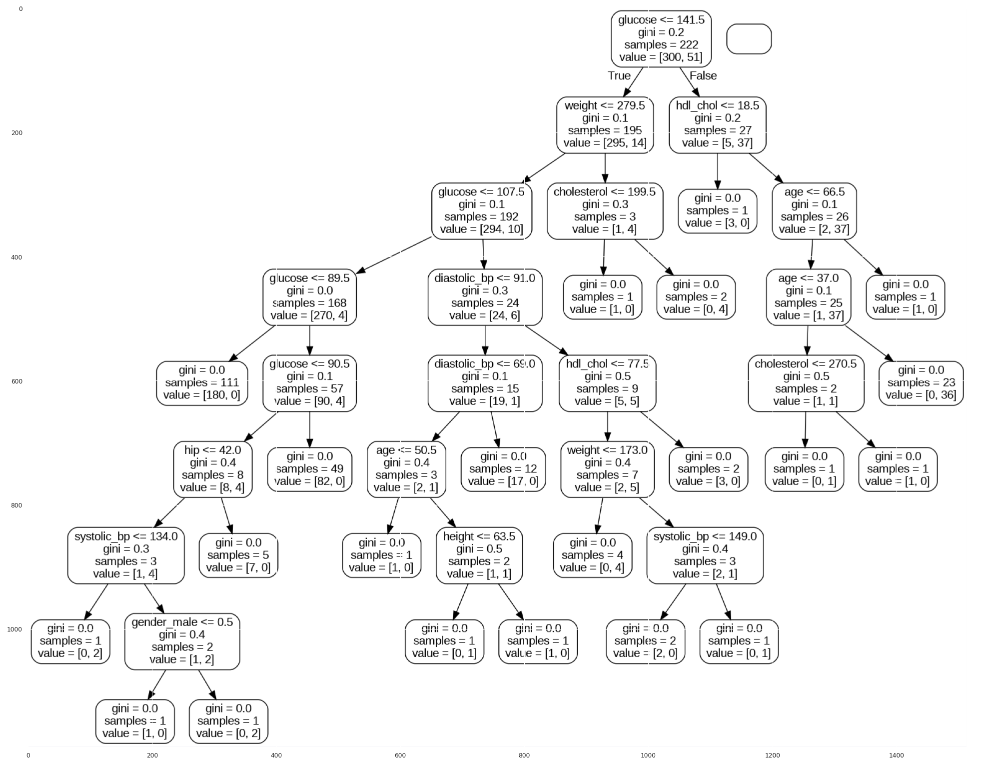 0
glucose <= 141.5
gini = 0.2
samples = 222
value = [300, 51]
True
False
weight <= 279.5
gini = 0.1
samples = 195
value = [295, 14]
hdl_chol <= 18.5
gini = 0.2
samples = 27
value = [5, 37]
200
glucose <= 107.5
gini = 0.1
samples = 192
value = [294, 10]
cholesterol <= 199.5
gini = 0.3
samples = 3
value = [1, 4]
gini = 0.0
samples = 1
value = [3, 0]
age <= 66.5
gini = 0.1
samples = 26
value = [2, 37]
400
glucose <= 89.5
gini = 0.0
samples = 168
value = [270, 4]
diastolic_bp <= 91.0
gini = 0.3
samples = 24
value = [24, 6]
gini = 0.0
samples = 1
value = [1, 0]
gini = 0.0
samples = 2
value = [0, 4]
age <= 37.0
gini = 0.1
samples = 25
value = [1, 37]
gini = 0.0
samples = 1
value = [1, 0]
600
gini = 0.0
samples = 111
value = [180, 0]
glucose <= 90.5
gini = 0.1
samples = 57
value = [90, 4]
diastolic_bp <= 69.0
gini = 0.1
samples = 15
value = [19, 1]
hdl_chol <= 77.5
gini = 0.5
samples = 9
value = [5, 5]
cholesterol <= 270.5
gini = 0.5
samples = 2
value = [1, 1]
gini = 0.0
samples = 23
value = [0, 36]
hip <= 42.0
gini = 0.4
samples = 8
value = [8, 4]
gini = 0.0
samples = 49
value = [82, 0]
age <= 50.5
gini = 0.4
samples = 3
value = [2, 1]
gini = 0.0
samples = 12
value = [17, 0]
weight <= 173.0
gini = 0.4
samples = 7
value = [2, 5]
gini = 0.0
samples = 2
value = [3, 0]
gini = 0.0
samples = 1
value = [0, 1]
gini = 0.0
samples = 1
value = [1, 0]
800
systolic_bp <= 134.0
gini = 0.3
samples = 3
value = [1, 4]
gini = 0.0
samples = 5
value = [7, 0]
gini = 0.0
samples = 1
value = [1, 0]
height <= 63.5
gini = 0.5
samples = 2
value = [1, 1]
gini = 0.0
samples = 4
value = [0, 4]
systolic_bp <= 149.0
gini = 0.4
samples = 3
value = [2, 1]
1000
gini = 0.0
samples = 1
value = [0, 2]
gender_male <= 0.5
gini = 0.4
samples = 2
value = [1, 2]
gini = 0.0
samples = 1
value = [0, 1]
gini = 0.0
samples = 1
value = [1, 0]
gini = 0.0
samples = 2
value = [2, 0]
gini = 0.0
samples = 1
value = [0, 1]
gini = 0.0
samples = 1
value = [1, 0]
gini = 0.0
samples = 1
value = [0, 2]
0 200 400 600 800 1000 1200 1400